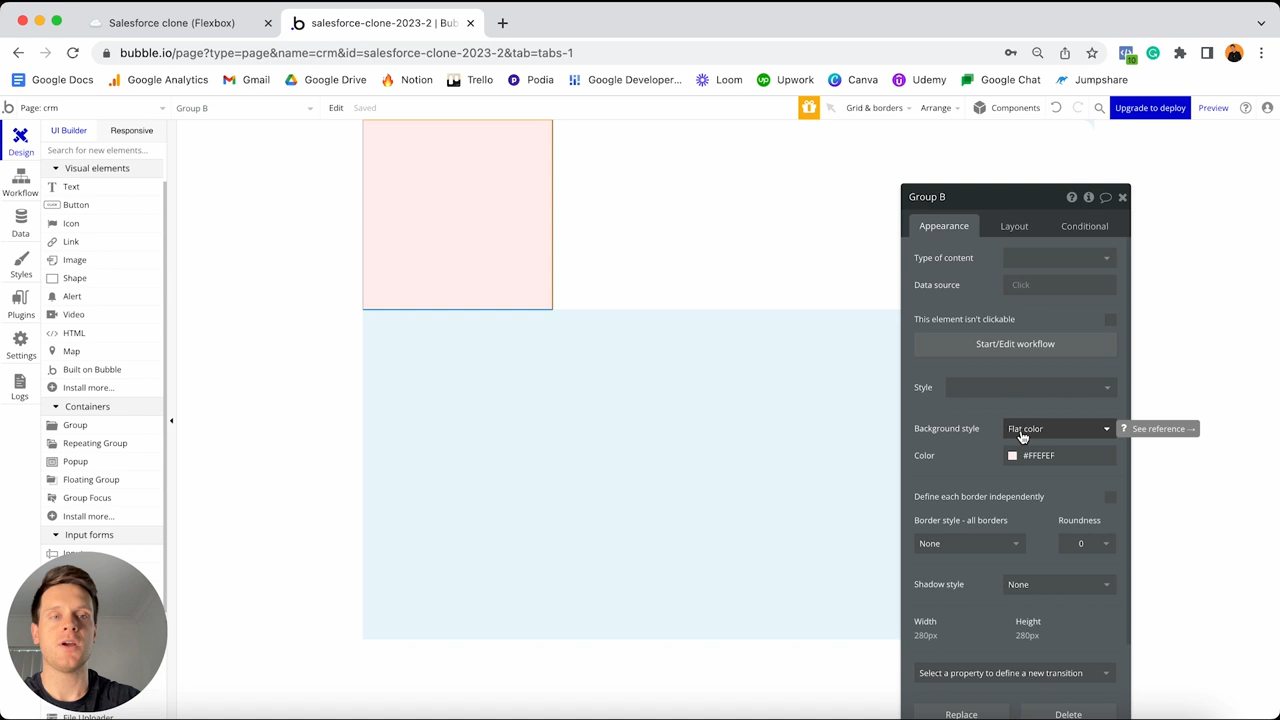 Salesforce clone (Flexbox)
salesforce-clone-2023-2 | Bub
bubble.io/page?type=page&name=crm&id=salesforce-clone-2023-2&tab=tabs-1
10
Google Docs
Google Analytics
Gmail
Google Drive
Notion
Trello
Podia
Google Developer...
Loom
Upwork
Canva
Udemy
Google Chat
Jumpshare
Page: crm
Group B
Edit
Saved
Grid & borders
Arrange
Components
Upgrade to deploy
Preview
Design
Workflow
Data
Styles
Plugins
Settings
Logs
UI Builder
Responsive
Search for new elements...
Visual elements
Text
Button
Icon
Link
Image
Shape
Alert
Video
HTML
Map
Built on Bubble
Install more...
Containers
Group
Repeating Group
Popup
Floating Group
Group Focus
Install more...
Input forms
Group B
Appearance
Layout
Conditional
Type of content
Data source
Click
This element isn't clickable
Start/Edit workflow
Style
Background style
Flat color
? See reference →
Color
#FFEFEF
Define each border independently
Border style - all borders
Roundness
None
0
Shadow style
None
Width
Height
280px
280px
Select a property to define a new transition
Replace
Delete